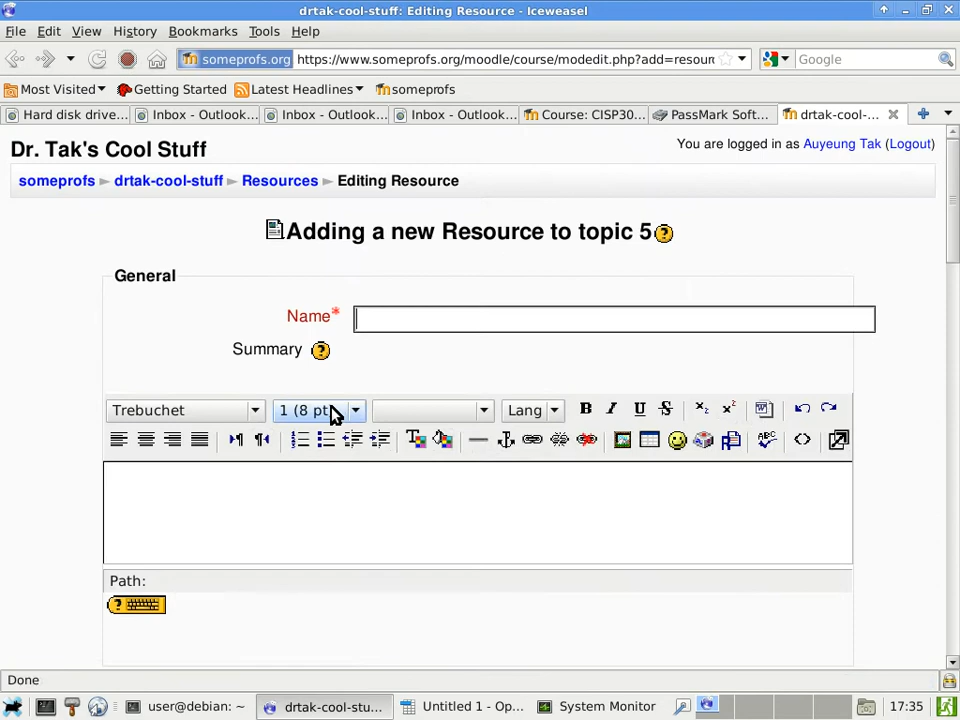 drtak-cool-stuff: Editing Resource - Iceweasel
File Edit View History Bookmarks Tools Help
someprofs.org https://www.someprofs.org/moodle/course/modedit.php?add=resour Google
Most Visited Getting Started Latest Headlines someprofs
Hard disk drive... Inbox - Outlook... Inbox - Outlook... Inbox - Outlook... Course: CISP30... PassMark Soft... drtak-cool-...
Dr. Tak's Cool Stuff
You are logged in as Auyeung Tak (Logout)
someprofs ► drtak-cool-stuff ► Resources ► Editing Resource
Adding a new Resource to topic 5 ?
General
Name*
Summary ?
Trebuchet 1 (8 pt Lang B I U S x₂ x²
Path:
?
Done
user@debian: ~ drtak-cool-stu... Untitled 1 - Op... System Monitor 17:35